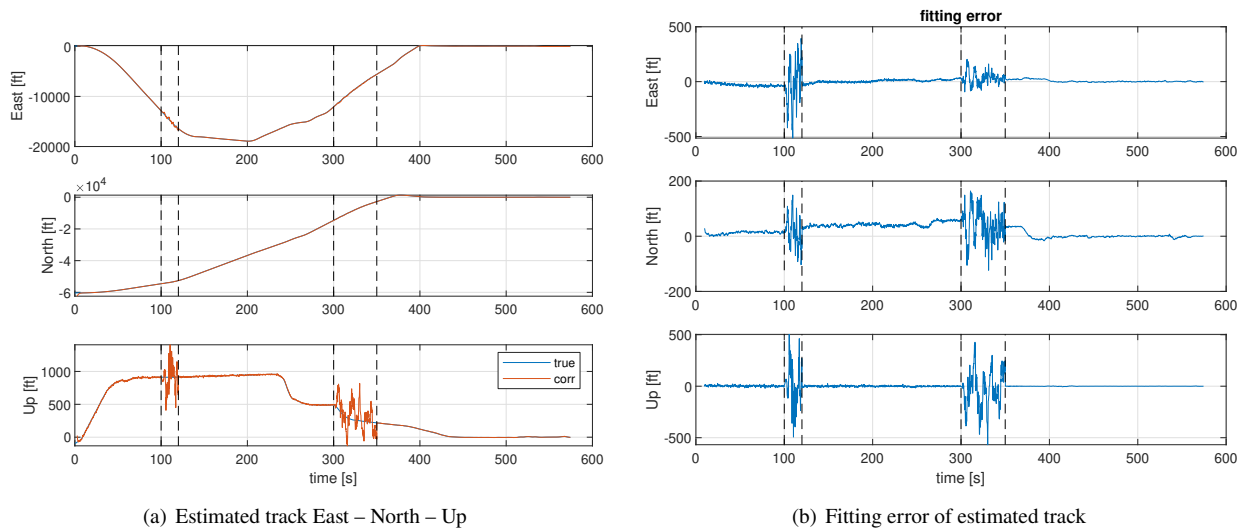 East [ft]
0
-10000
-20000
0 100 200 300 400 500 600
×10⁴
North [ft]
0
-2
-4
-6
0 100 200 300 400 500 600
Up [ft]
1000
500
0
true
corr
0 100 200 300 400 500 600
time [s]
(a) Estimated track East – North – Up
fitting error
East [ft]
500
0
-500
0 100 200 300 400 500 600
North [ft]
200
0
-200
0 100 200 300 400 500 600
Up [ft]
500
0
-500
0 100 200 300 400 500 600
time [s]
(b) Fitting error of estimated track